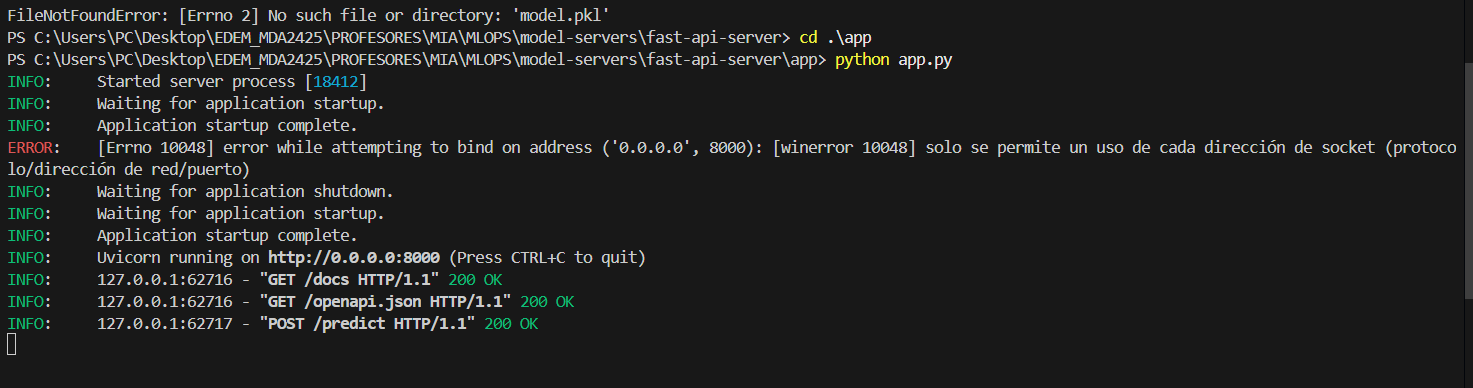 FileNotFoundError: [Errno 2] No such file or directory: 'model.pkl'
PS C:\Users\PC\Desktop\EDEM_MDA2425\PROFESORES\MIA\MLOPS\model-servers\fast-api-server> cd .\app
PS C:\Users\PC\Desktop\EDEM_MDA2425\PROFESORES\MIA\MLOPS\model-servers\fast-api-server\app> python app.py
INFO:     Started server process [18412]
INFO:     Waiting for application startup.
INFO:     Application startup complete.
ERROR:    [Errno 10048] error while attempting to bind on address ('0.0.0.0', 8000): [winerror 10048] solo se permite un uso de cada dirección de socket (protoco
lo/dirección de red/puerto)
INFO:     Waiting for application shutdown.
INFO:     Waiting for application startup.
INFO:     Application startup complete.
INFO:     Uvicorn running on http://0.0.0.0:8000 (Press CTRL+C to quit)
INFO:     127.0.0.1:62716 - "GET /docs HTTP/1.1" 200 OK
INFO:     127.0.0.1:62716 - "GET /openapi.json HTTP/1.1" 200 OK
INFO:     127.0.0.1:62717 - "POST /predict HTTP/1.1" 200 OK